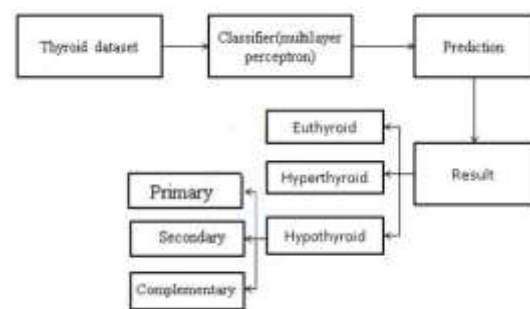 Thyroid dataset
Classifier(multilayer
perceptron)
Prediction
Euthyroid
Hyperthyroid
Result
Primary
Secondary
Hypothyroid
Complementary